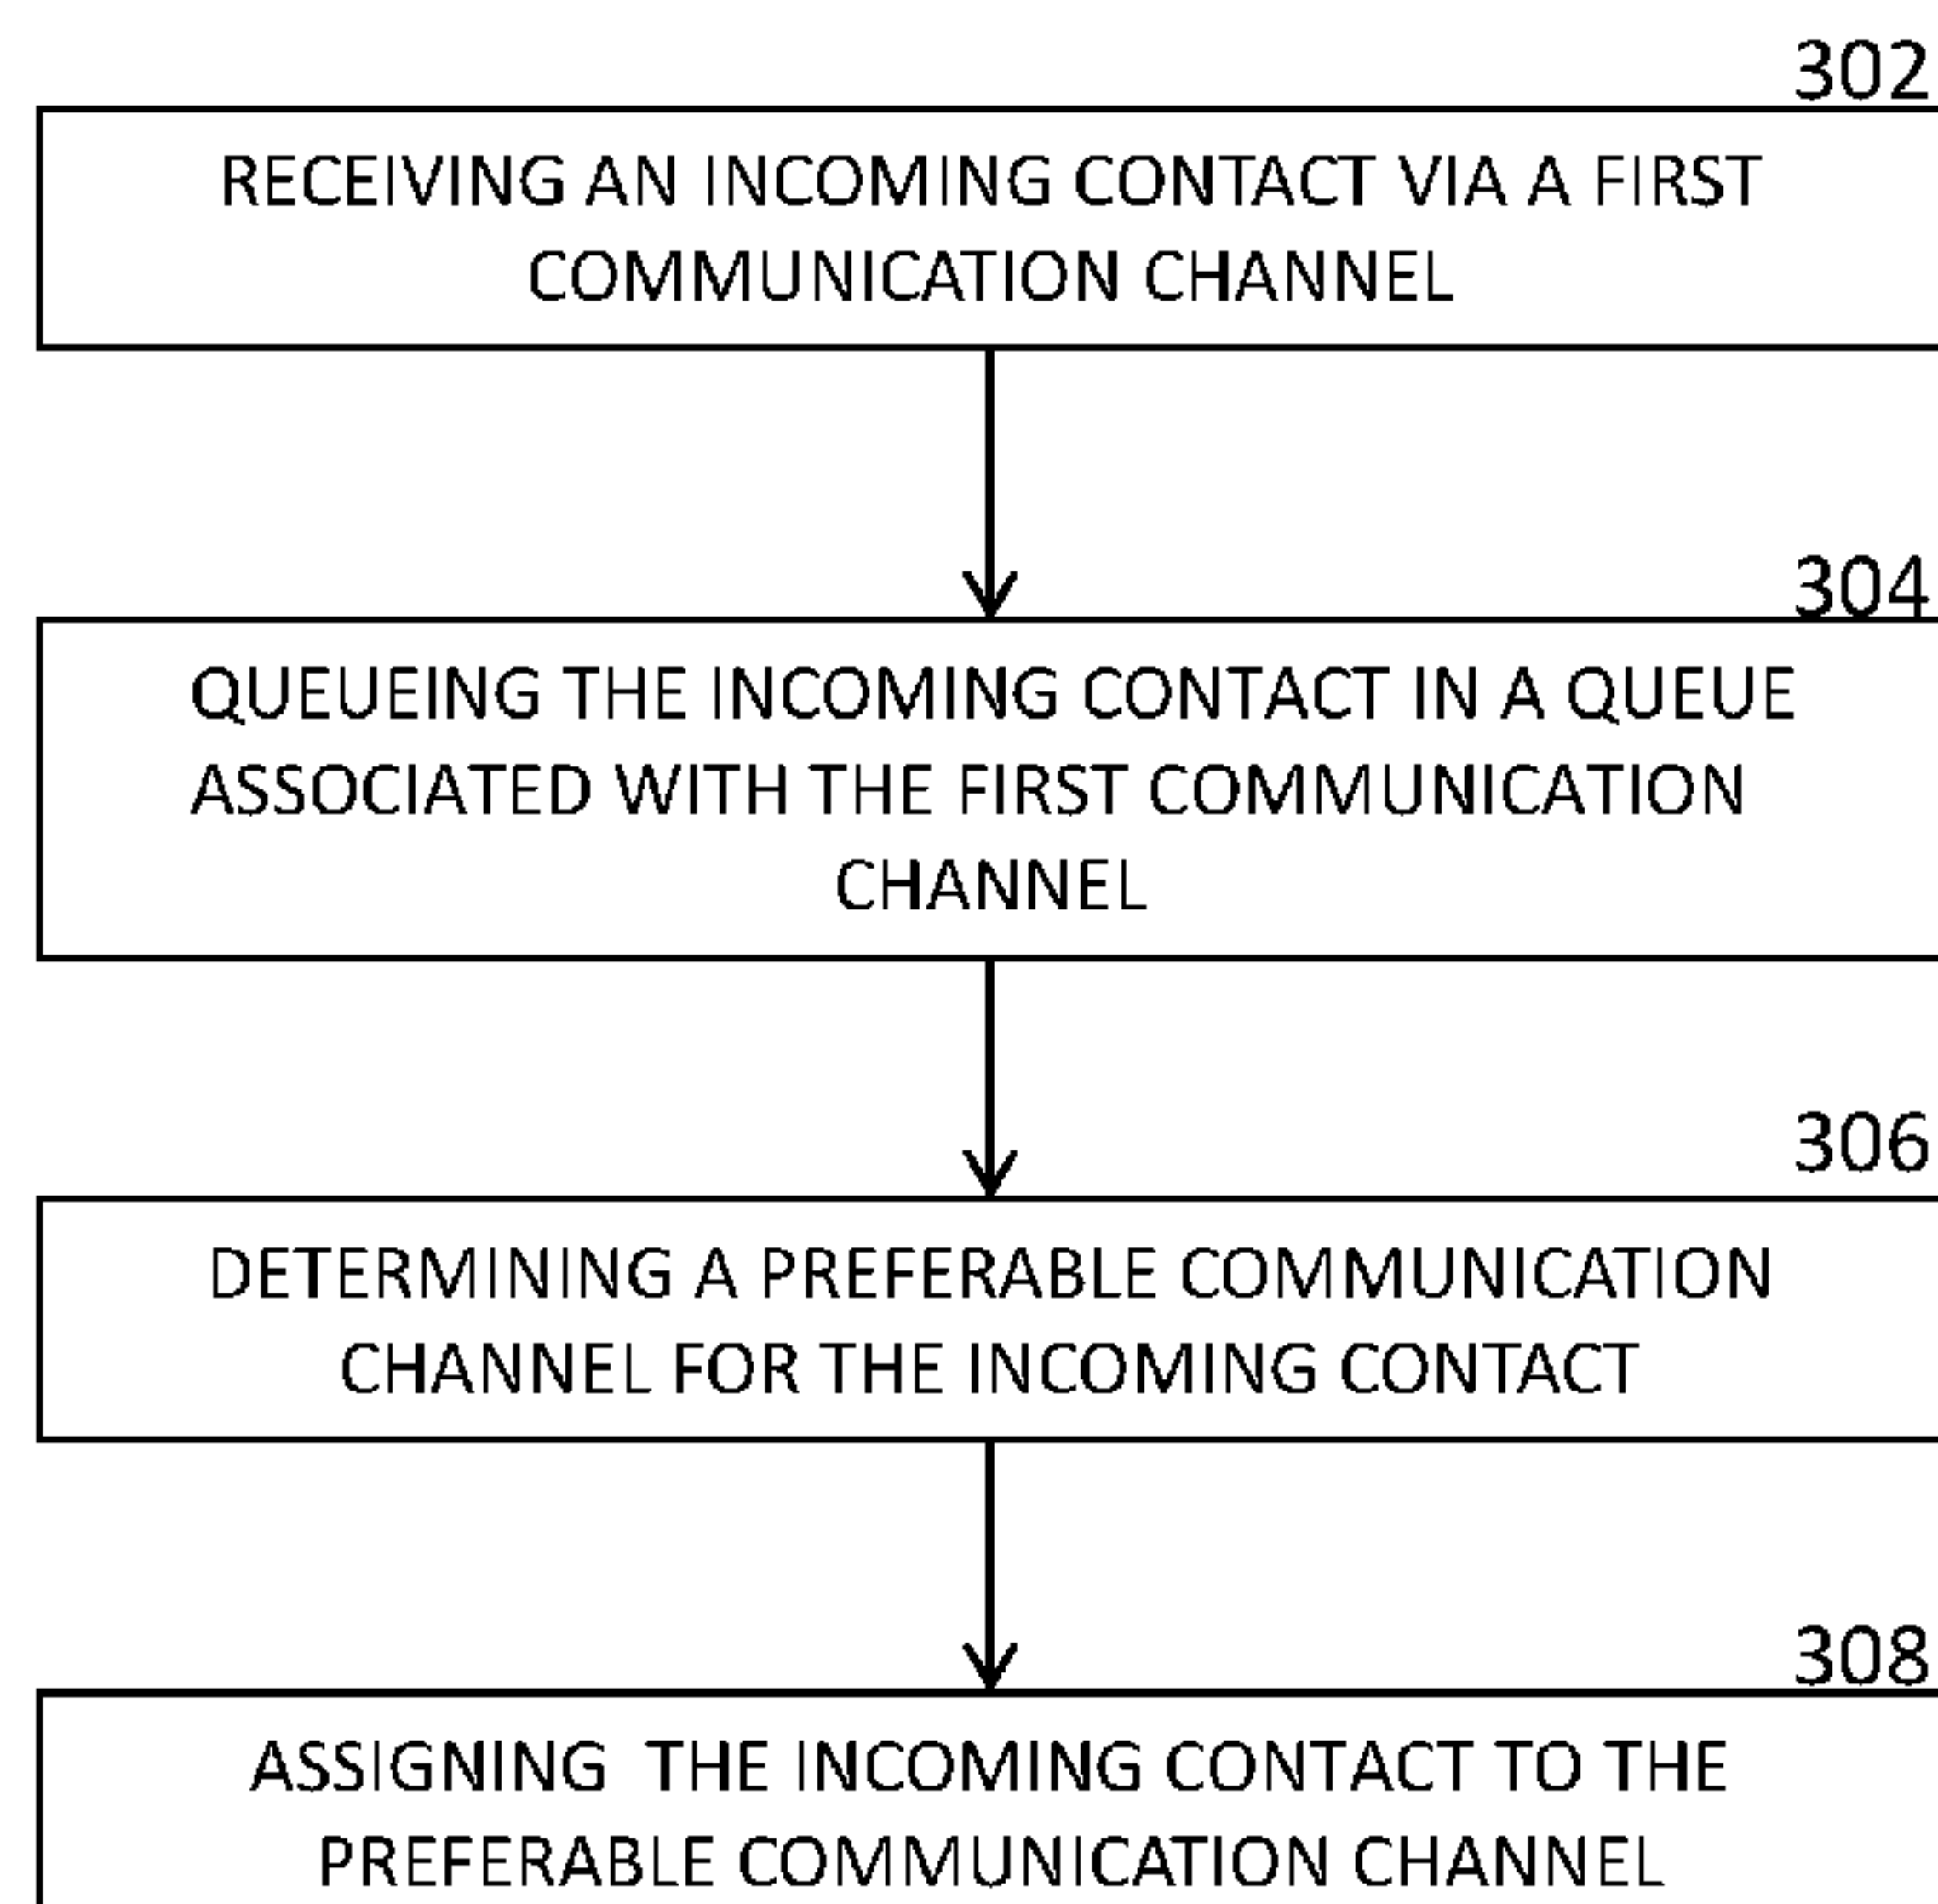 302
RECEIVING AN INCOMING CONTACT VIA A FIRST
COMMUNICATION CHANNEL
304
QUEUEING THE INCOMING CONTACT IN A QUEUE
ASSOCIATED WITH THE FIRST COMMUNICATION
CHANNEL
306
DETERMINING A PREFERABLE COMMUNICATION
CHANNEL FOR THE INCOMING CONTACT
308
ASSIGNING THE INCOMING CONTACT TO THE
PREFERABLE COMMUNICATION CHANNEL